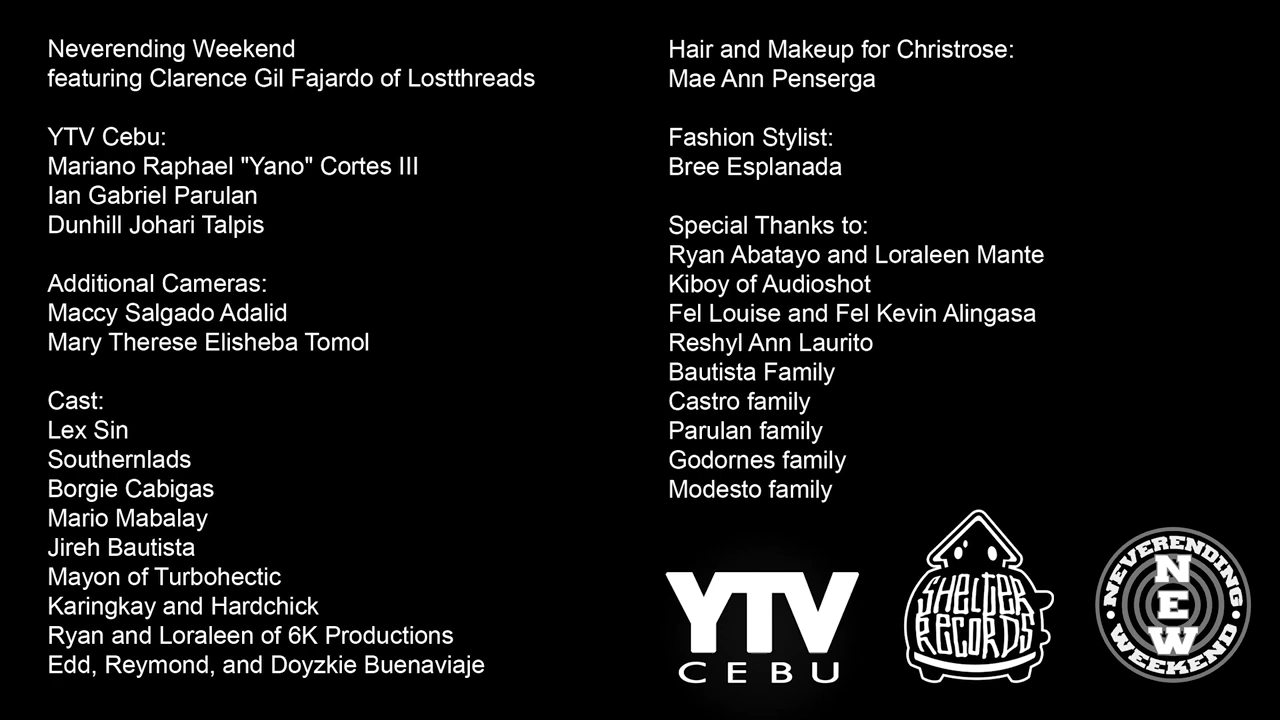 Neverending Weekend
featuring Clarence Gil Fajardo of Lostthreads
YTV Cebu:
Mariano Raphael "Yano" Cortes III
Ian Gabriel Parulan
Dunhill Johari Talpis
Additional Cameras:
Maccy Salgado Adalid
Mary Therese Elisheba Tomol
Cast:
Lex Sin
Southernlads
Borgie Cabigas
Mario Mabalay
Jireh Bautista
Mayon of Turbohectic
Karingkay and Hardchick
Ryan and Loraleen of 6K Productions
Edd, Reymond, and Doyzkie Buenaviaje
Hair and Makeup for Christrose:
Mae Ann Penserga
Fashion Stylist:
Bree Esplanada
Special Thanks to:
Ryan Abatayo and Loraleen Mante
Kiboy of Audioshot
Fel Louise and Fel Kevin Alingasa
Reshyl Ann Laurito
Bautista Family
Castro family
Parulan family
Godornes family
Modesto family
YTV
CEBU
SHELTER
RECORDS
NEVERENDING
NEW
WEEKEND